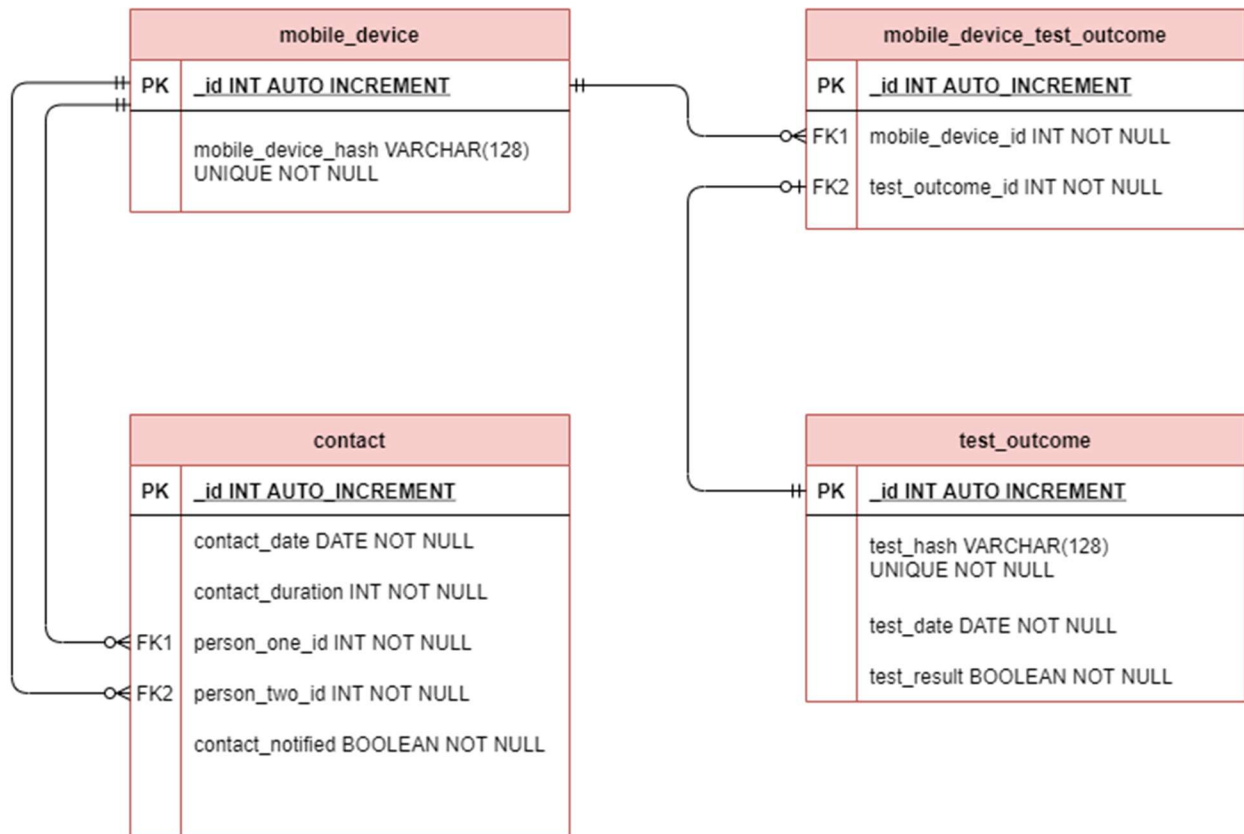 mobile_device
PK _id INT AUTO INCREMENT
mobile_device_hash VARCHAR(128)
UNIQUE NOT NULL
mobile_device_test_outcome
PK _id INT AUTO_INCREMENT
FK1 mobile_device_id INT NOT NULL
FK2 test_outcome_id INT NOT NULL
contact
PK _id INT AUTO_INCREMENT
contact_date DATE NOT NULL
contact_duration INT NOT NULL
FK1 person_one_id INT NOT NULL
FK2 person_two_id INT NOT NULL
contact_notified BOOLEAN NOT NULL
test_outcome
PK _id INT AUTO INCREMENT
test_hash VARCHAR(128)
UNIQUE NOT NULL
test_date DATE NOT NULL
test_result BOOLEAN NOT NULL